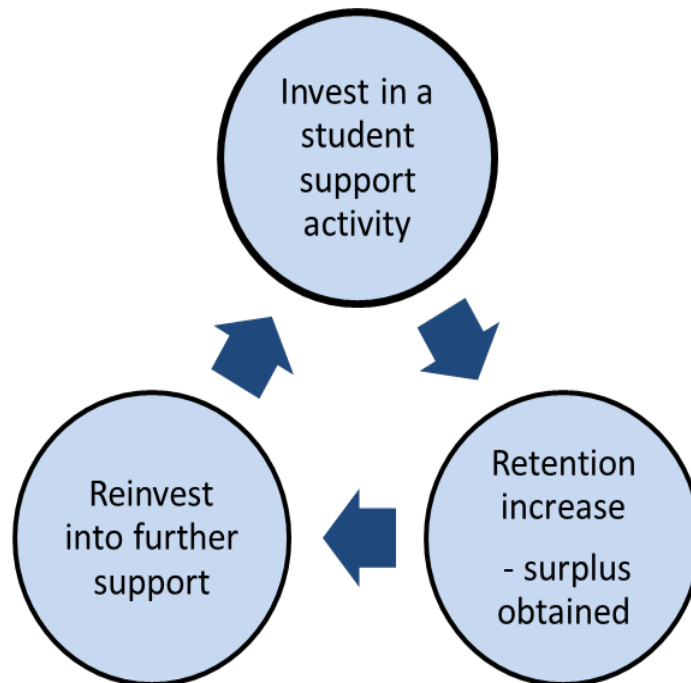 Invest in a
student
support
activity
Retention
increase
- surplus
obtained
Reinvest
into further
support